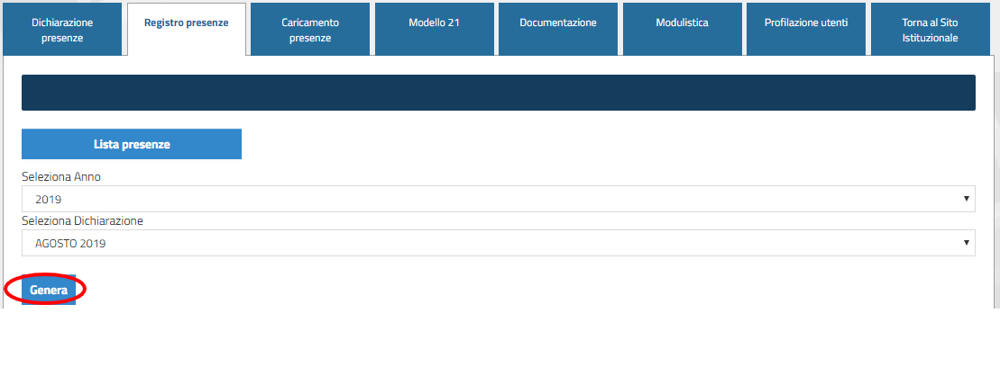 Dichiarazione
presenze
Registro presenze
Caricamento
presenze
Modello 21
Documentazione
Modulistica
Profilazione utenti
Torna al Sito
Istituzionale
Lista presenze
Seleziona Anno
2019
Seleziona Dichiarazione
AGOSTO 2019
Genera